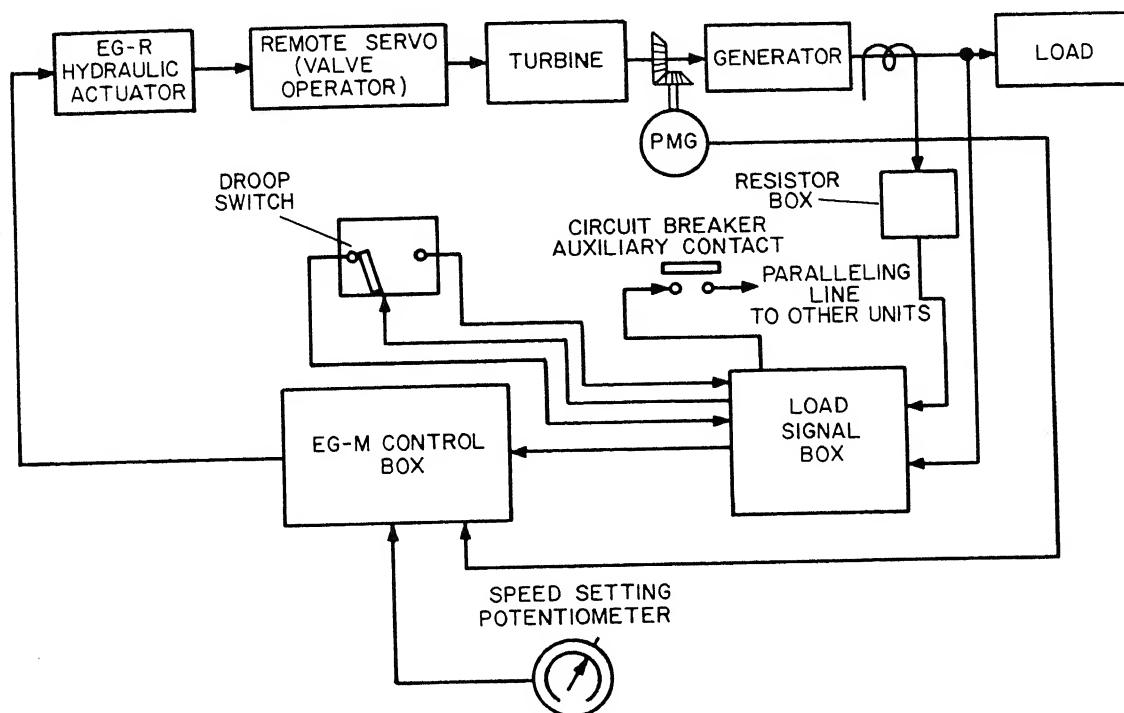 EG-R
HYDRAULIC
ACTUATOR
REMOTE SERVO
(VALVE
OPERATOR)
TURBINE
GENERATOR
LOAD
PMG
DROOP
SWITCH
RESISTOR
BOX
CIRCUIT BREAKER
AUXILIARY CONTACT
PARALLELING
LINE
TO OTHER UNITS
EG-M CONTROL
BOX
LOAD
SIGNAL
BOX
SPEED SETTING
POTENTIOMETER